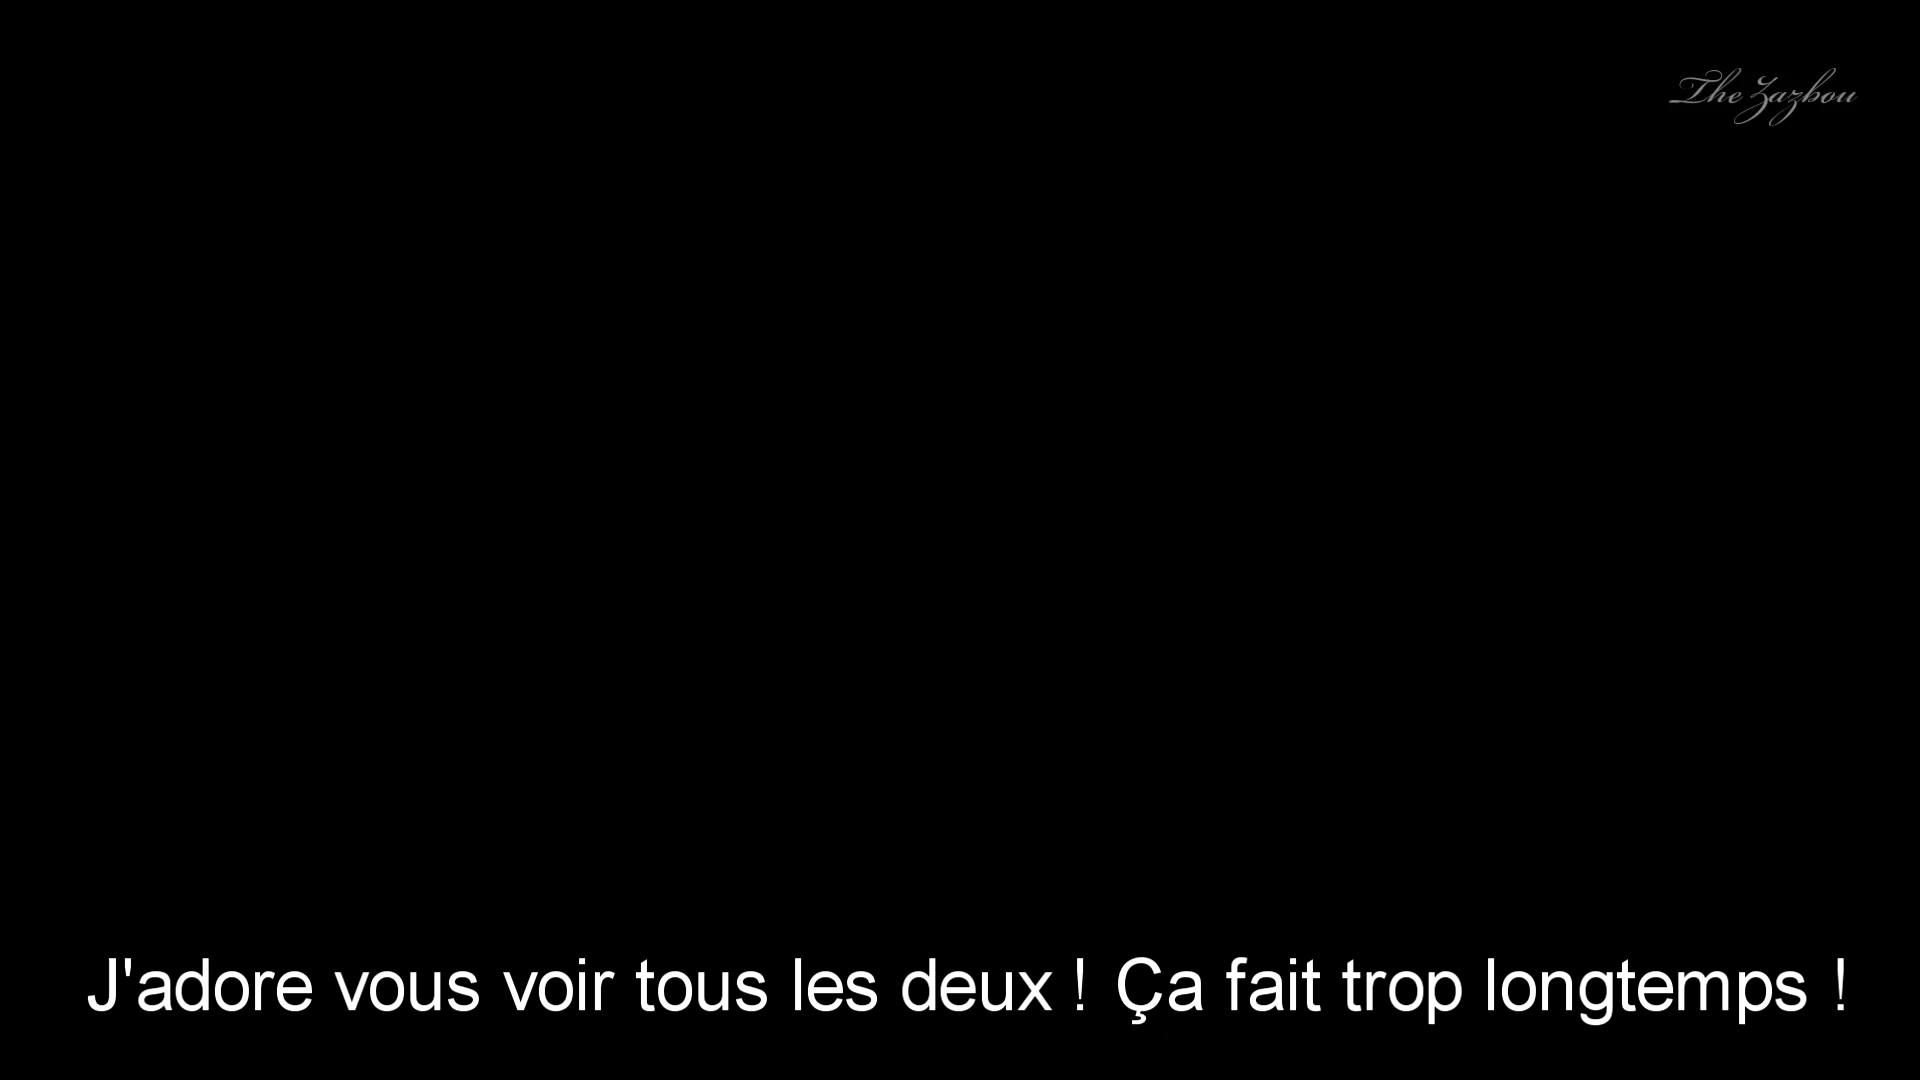 The Zazbou
J'adore vous voir tous les deux ! Ça fait trop longtemps !